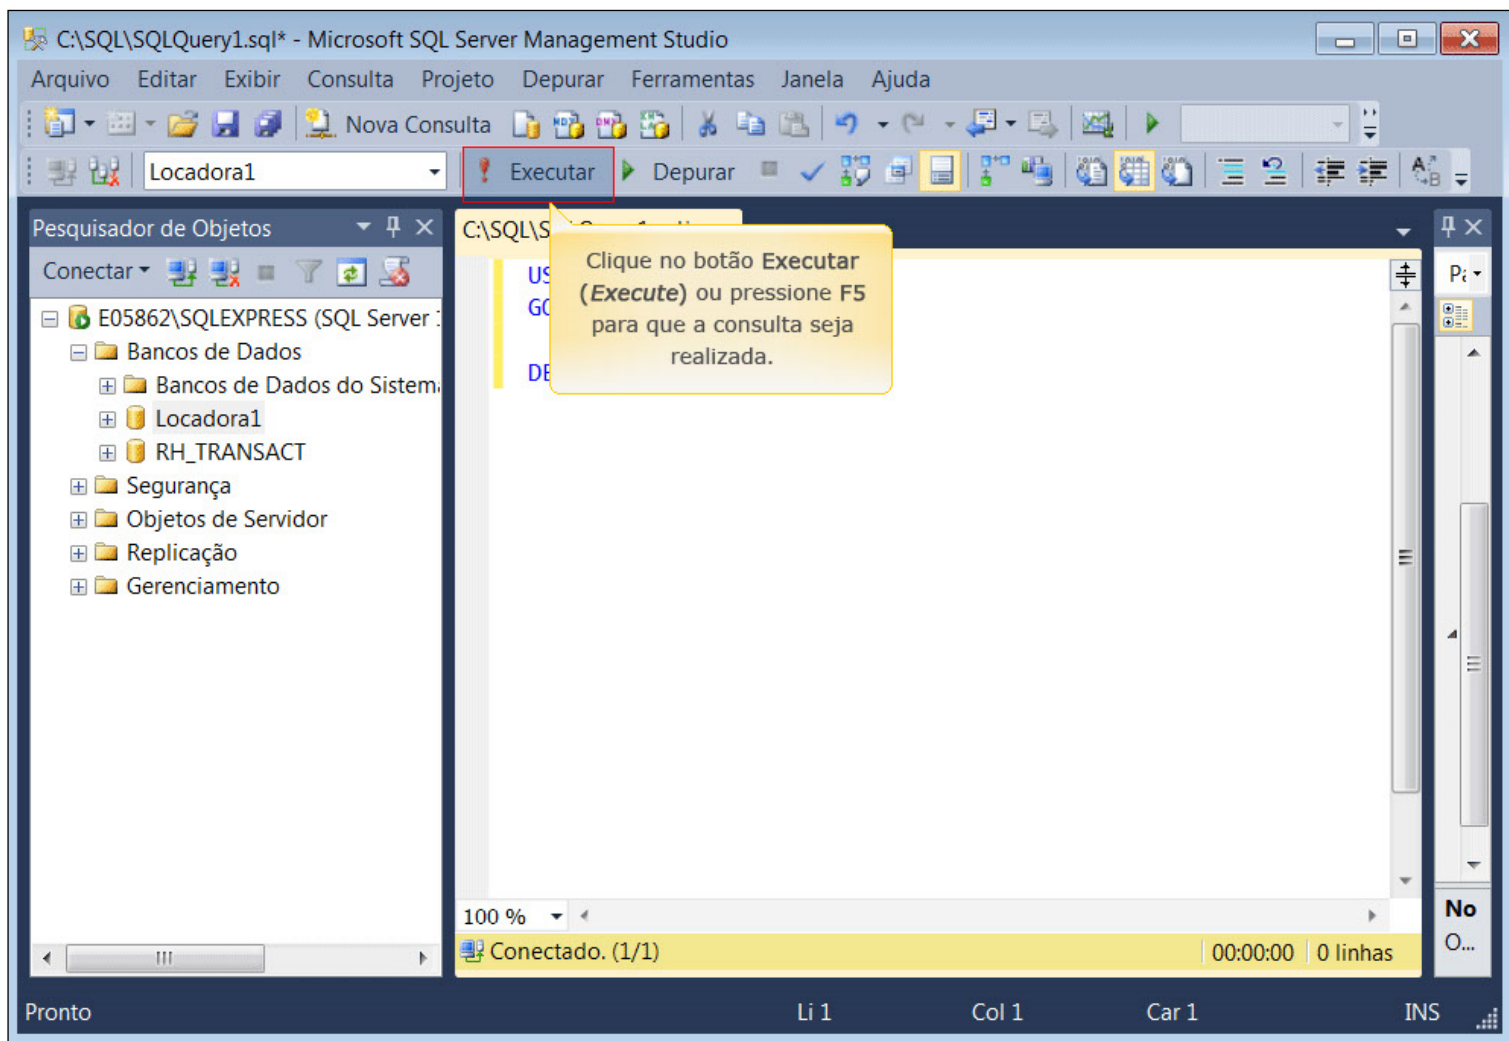 C:\SQL\SQLQuery1.sql* - Microsoft SQL Server Management Studio
Arquivo Editar Exibir Consulta Projeto Depurar Ferramentas Janela Ajuda
Nova Consulta
Locadora1 Executar Depurar
Pesquisador de Objetos
C:\SQL\S
Conectar
Clique no botão Executar
(Execute) ou pressione F5
para que a consulta seja
realizada.
US
GO
DE
E05862\SQLEXPRESS (SQL Server
Bancos de Dados
Bancos de Dados do Sistema
Locadora1
RH_TRANSACT
Segurança
Objetos de Servidor
Replicação
Gerenciamento
100 %
Conectado. (1/1) 00:00:00 0 linhas
No
O...
Pronto Li 1 Col 1 Car 1 INS